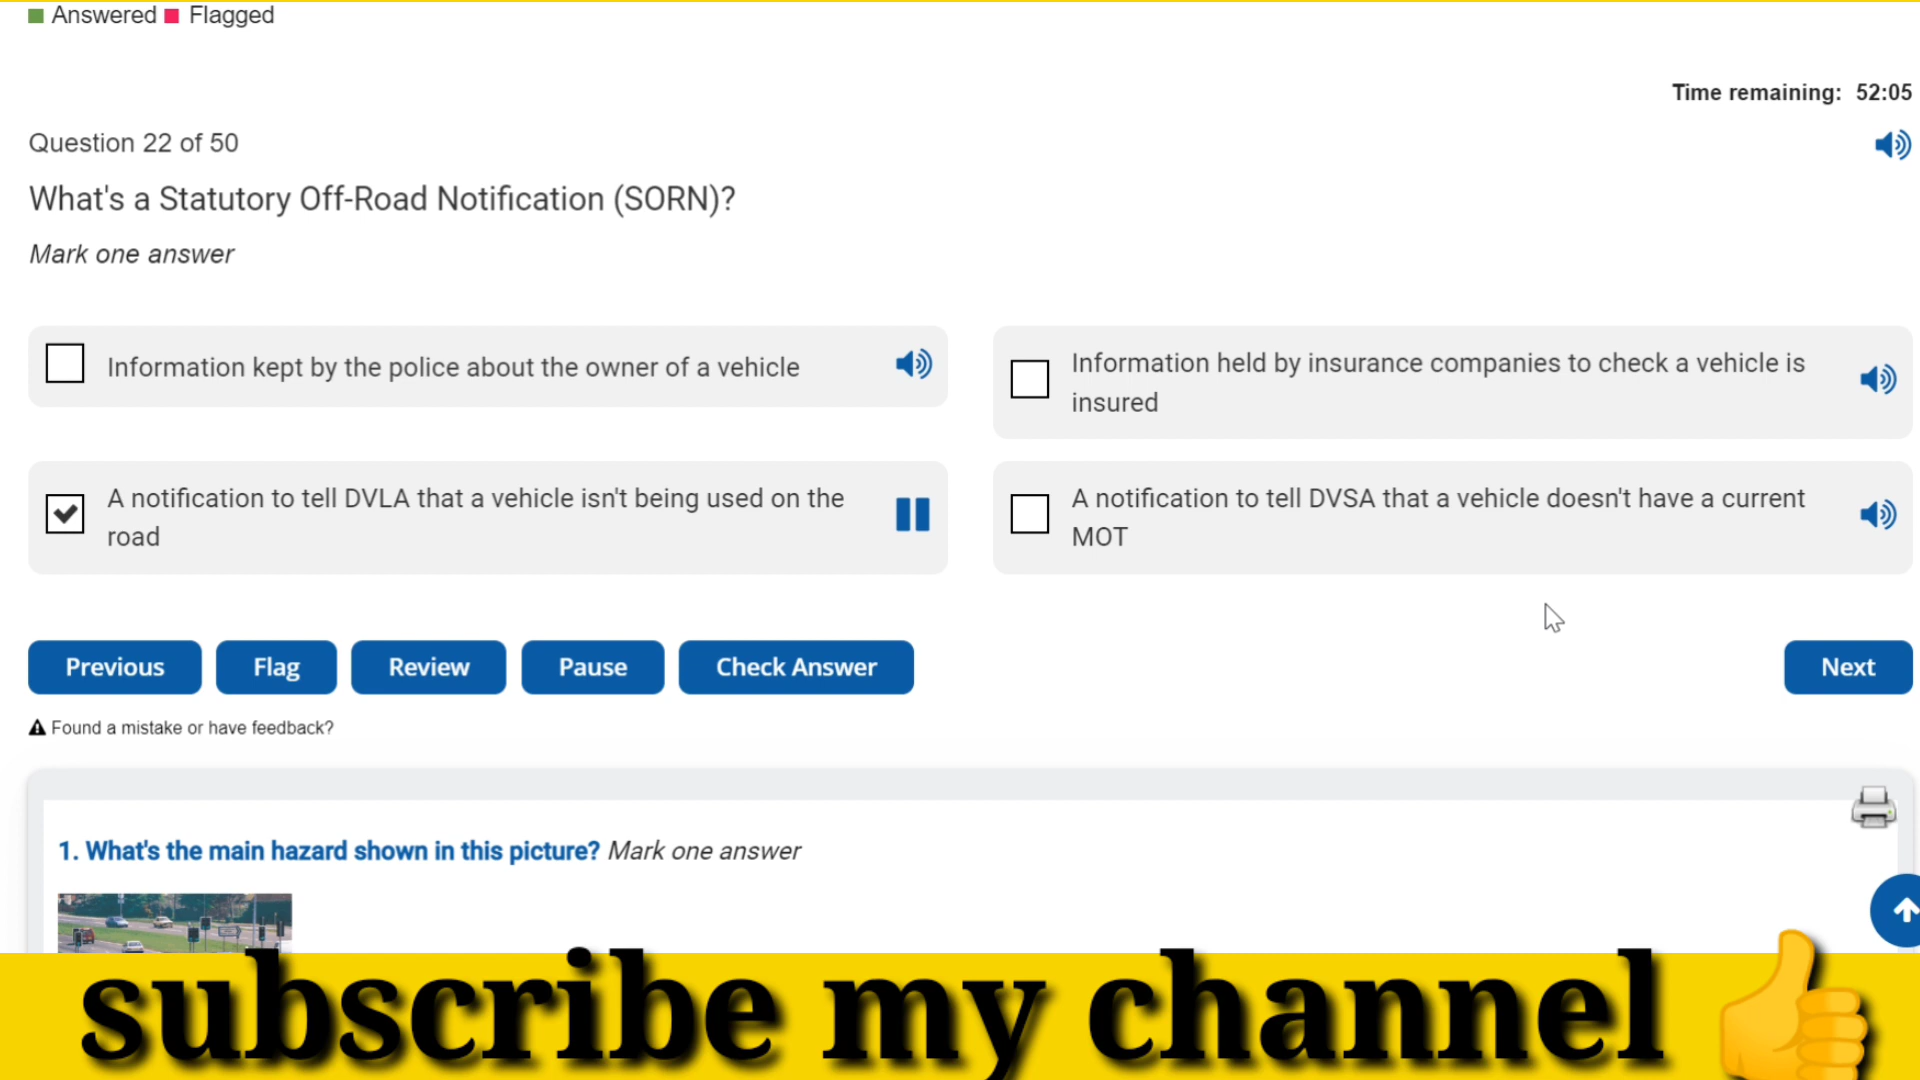 Answered Flagged
Time remaining: 52:05
Question 22 of 50
What's a Statutory Off-Road Notification (SORN)?
Mark one answer
Information kept by the police about the owner of a vehicle
Information held by insurance companies to check a vehicle is
insured
A notification to tell DVLA that a vehicle isn't being used on the
road
A notification to tell DVSA that a vehicle doesn't have a current
MOT
Previous Flag Review Pause Check Answer Next
Found a mistake or have feedback?
1. What's the main hazard shown in this picture? Mark one answer
subscribe my channel